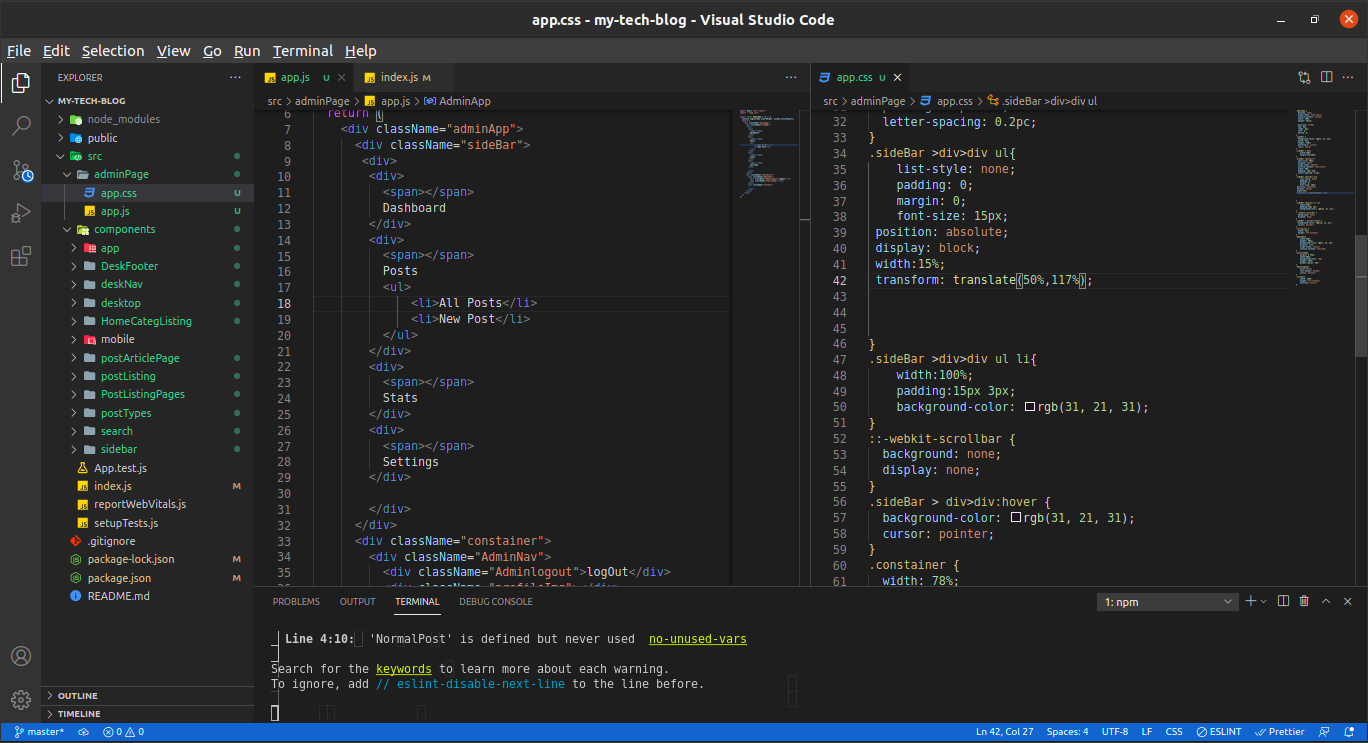 app.css - my-tech-blog - Visual Studio Code
File Edit Selection View Go Run Terminal Help
EXPLORER
MY-TECH-BLOG
node_modules
public
src
adminPage
app.css U
app.js U
components
app
DeskFooter
deskNav
desktop
HomeCategListing
mobile
postArticlePage
postListing
PostListingPages
postTypes
search
sidebar
App.test.js
index.js M
reportWebVitals.js
setupTests.js
.gitignore
package-lock.json M
package.json M
README.md
OUTLINE
TIMELINE
app.js U
index.js M
src > adminPage > app.js > AdminApp
6 return (
7 <div className="adminApp">
8 <div className="sideBar">
9 <div>
10 <div>
11 <span></span>
12 Dashboard
13 </div>
14 <div>
15 <span></span>
16 Posts
17 <ul>
18 <li>All Posts</li>
19 <li>New Post</li>
20 </ul>
21 </div>
22 <div>
23 <span></span>
24 Stats
25 </div>
26 <div>
27 <span></span>
28 Settings
29 </div>
30
31 </div>
32 </div>
33 <div className="constainer">
34 <div className="AdminNav">
35 <div className="Adminlogout">logOut</div>
app.css U
src > adminPage > app.css > .sideBar >div>div ul
32 letter-spacing: 0.2pc;
33 }
34 .sideBar >div>div ul{
35 list-style: none;
36 padding: 0;
37 margin: 0;
38 font-size: 15px;
39 position: absolute;
40 display: block;
41 width:15%;
42 transform: translate(50%,117%);
43
44
45
46 }
47 .sideBar >div>div ul li{
48 width:100%;
49 padding:15px 3px;
50 background-color: rgb(31, 21, 31);
51 }
52 ::-webkit-scrollbar {
53 background: none;
54 display: none;
55 }
56 .sideBar > div>div:hover {
57 background-color: rgb(31, 21, 31);
58 cursor: pointer;
59 }
60 .constainer {
61 width: 78%;
PROBLEMS OUTPUT TERMINAL DEBUG CONSOLE
1: npm
Line 4:10: 'NormalPost' is defined but never used no-unused-vars
Search for the keywords to learn more about each warning.
To ignore, add // eslint-disable-next-line to the line before.
master* 0 0 Ln 42, Col 27 Spaces: 4 UTF-8 LF CSS ESLINT Prettier